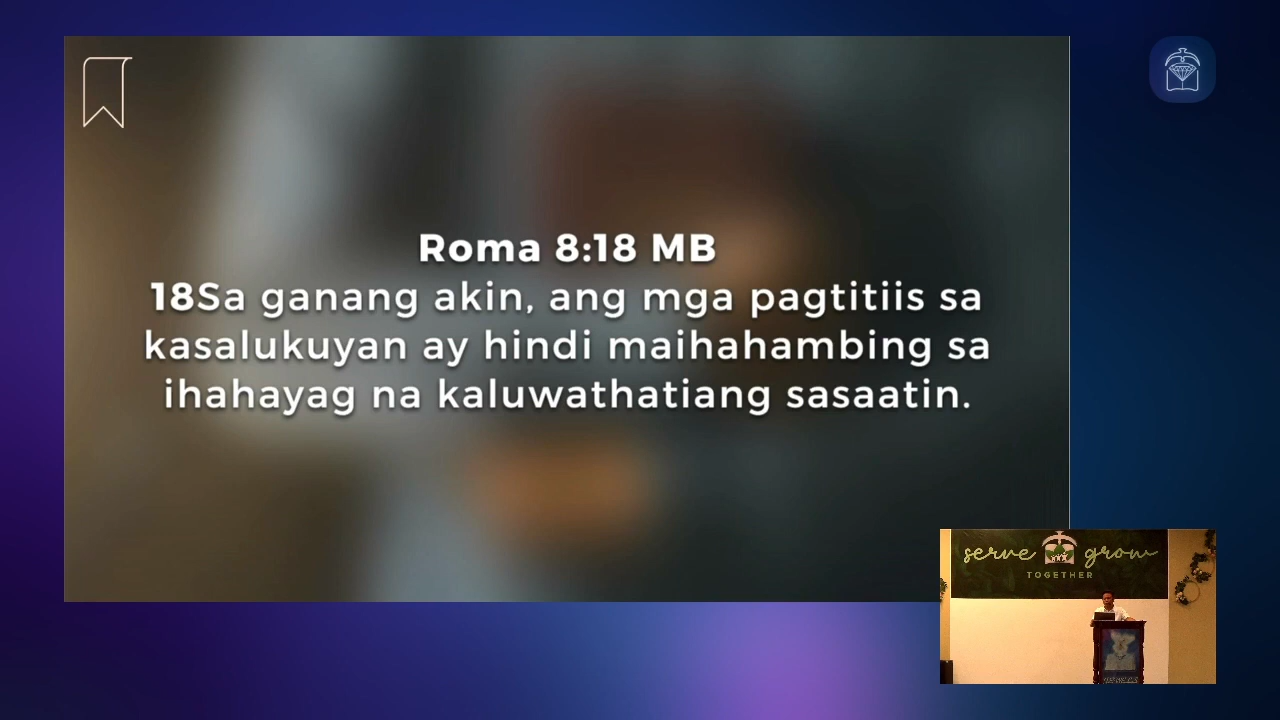 Roma 8:18 MB
18Sa ganang akin, ang mga pagtitiis sa
kasalukuyan ay hindi maihahambing sa
ihahayag na kaluwathatiang sasaatin.
serve grow
TOGETHER